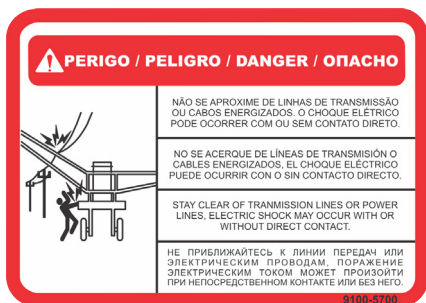 PERIGO / PELIGRO / DANGER / ОПАСНО
NÃO SE APROXIME DE LINHAS DE TRANSMISSÃO
OU CABOS ENERGIZADOS. O CHOQUE ELÉTRICO
PODE OCORRER COM OU SEM CONTATO DIRETO.
NO SE ACERQUE DE LÍNEAS DE TRANSMISIÓN O
CABLES ENERGIZADOS, EL CHOQUE ELÉCTRICO
PUEDE OCURRIR CON O SIN CONTACTO DIRECTO.
STAY CLEAR OF TRANMISSION LINES OR POWER
LINES, ELECTRIC SHOCK MAY OCCUR WITH OR
WITHOUT DIRECT CONTACT.
НЕ ПРИБЛИЖАЙТЕСЬ К ЛИНИИ ПЕРЕДАЧ ИЛИ
ЭЛЕКТРИЧЕСКИМ ПРОВОДАМ, ПОРАЖЕНИЕ
ЭЛЕКТРИЧЕСКИМ ТОКОМ МОЖЕТ ПРОИЗОЙТИ
ПРИ НЕПОСРЕДСТВЕННОМ КОНТАКТЕ ИЛИ БЕЗ НЕГО.
9100-5700